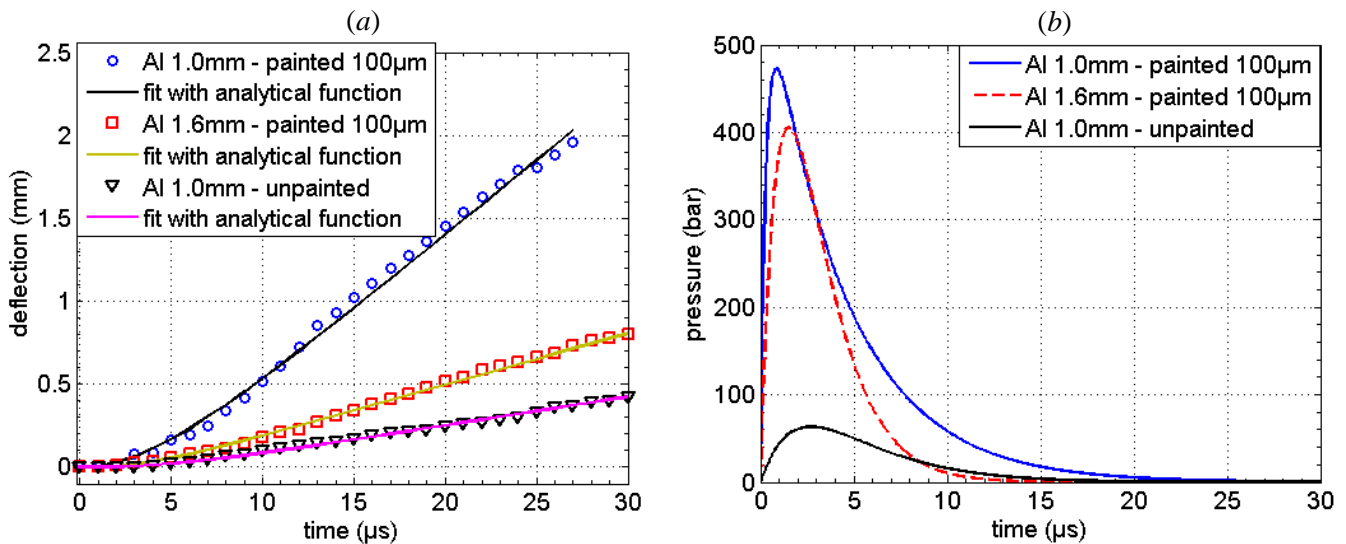 (a)
2.5
2
1.5
1
0.5
0
deflection (mm)
Al 1.0mm - painted 100µm
fit with analytical function
Al 1.6mm - painted 100µm
fit with analytical function
Al 1.0mm - unpainted
fit with analytical function
0 5 10 15 20 25 30
time (µs)
(b)
500
400
300
200
100
0
pressure (bar)
Al 1.0mm - painted 100µm
Al 1.6mm - painted 100µm
Al 1.0mm - unpainted
0 5 10 15 20 25 30
time (µs)